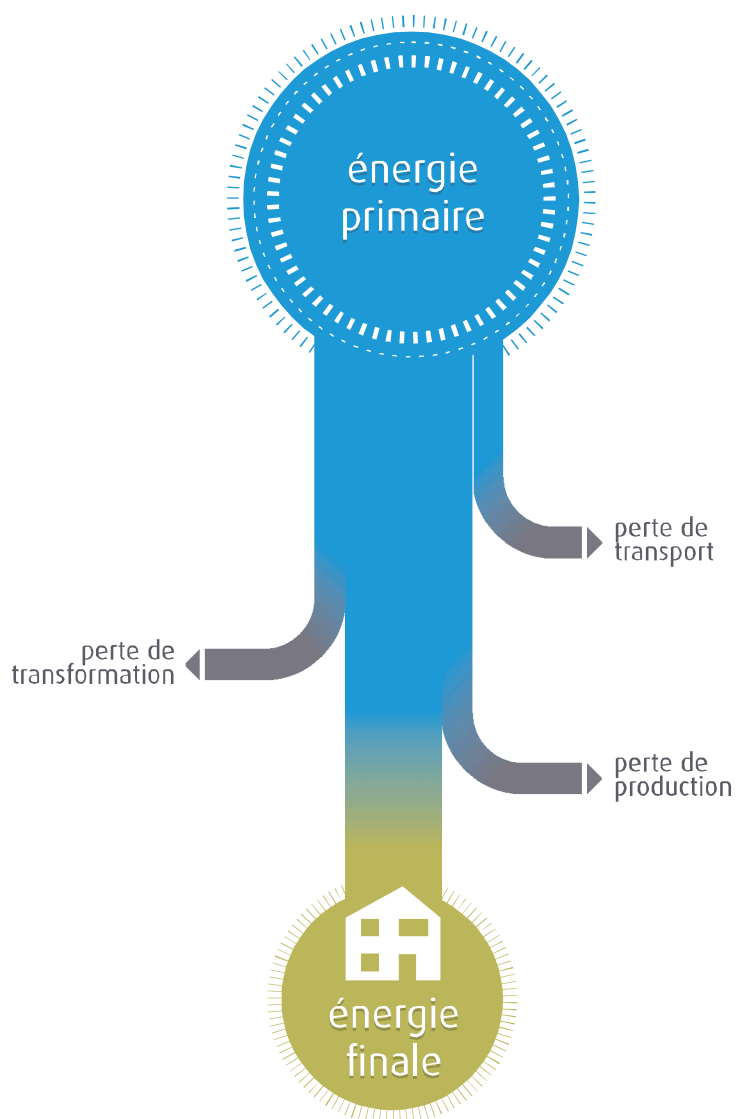 énergie
primaire
perte de
transport
perte de
transformation
perte de
production
énergie
finale